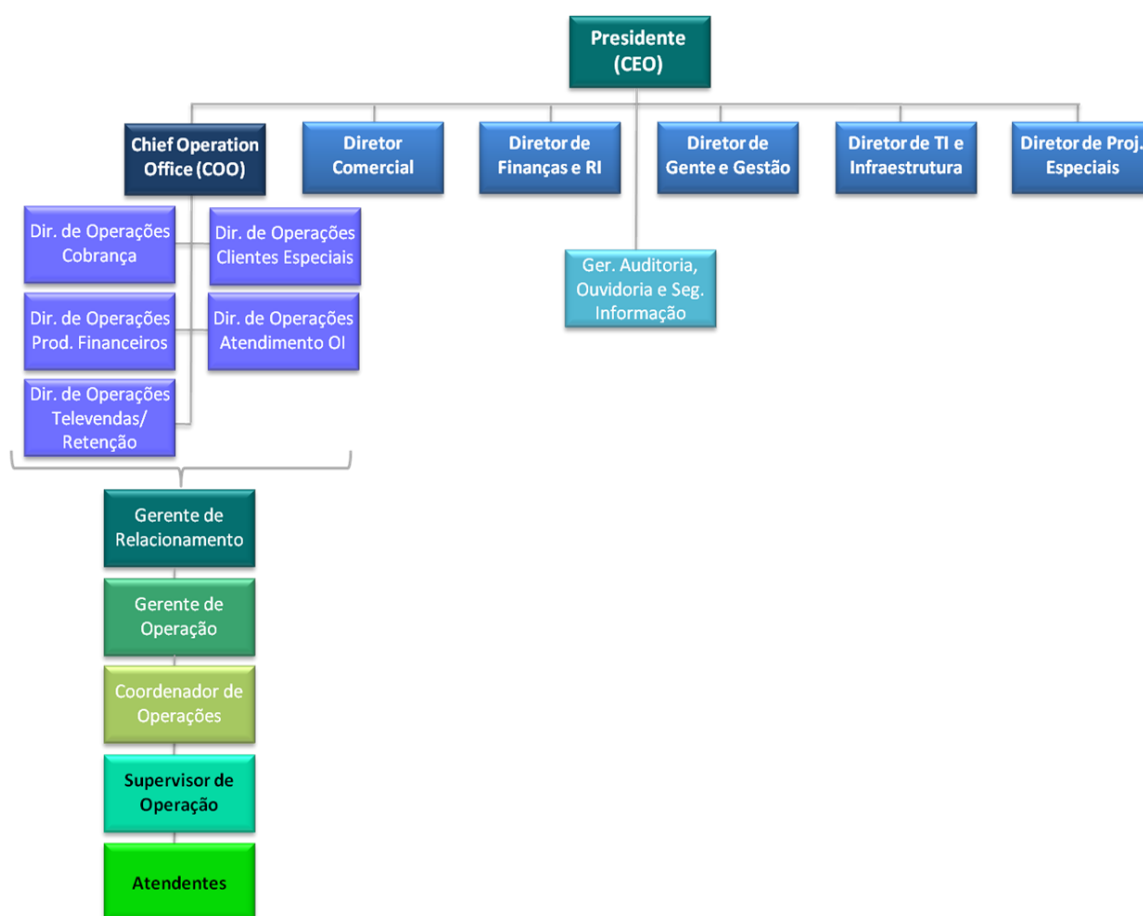 Presidente
(CEO)
Chief Operation
Office (COO)
Diretor
Comercial
Diretor de
Finanças e RI
Diretor de
Gente e Gestão
Diretor de TI e
Infraestrutura
Diretor de Proj.
Especiais
Dir. de Operações
Cobrança
Dir. de Operações
Clientes Especiais
Ger. Auditoria,
Ouvidoria e Seg.
Informação
Dir. de Operações
Prod. Financeiros
Dir. de Operações
Atendimento OI
Dir. de Operações
Televendas/
Retenção
Gerente de
Relacionamento
Gerente de
Operação
Coordenador de
Operações
Supervisor de
Operação
Atendentes